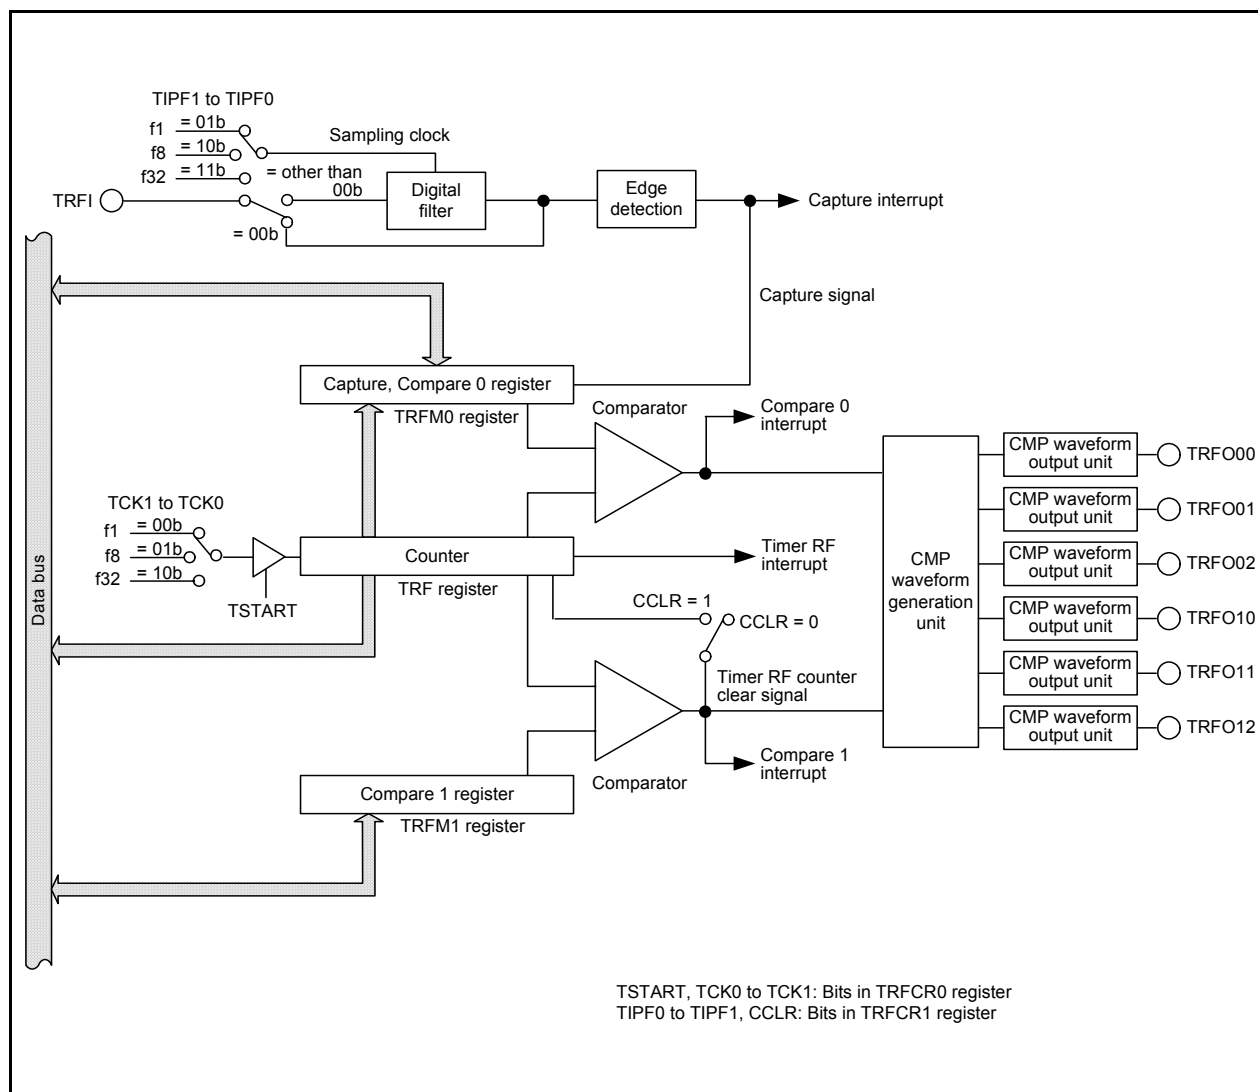 TIPF1 to TIPF0
f1 = 01b
f8 = 10b
f32 = 11b
Sampling clock
= other than
00b
TRFI
= 00b
Digital
filter
Edge
detection
Capture interrupt
Capture signal
Capture, Compare 0 register
TRFM0 register
Comparator
Compare 0
interrupt
TCK1 to TCK0
f1 = 00b
f8 = 01b
f32 = 10b
TSTART
Counter
TRF register
Timer RF
interrupt
CCLR = 1
CCLR = 0
Timer RF counter
clear signal
Compare 1
interrupt
Comparator
Compare 1 register
TRFM1 register
Data bus
CMP
waveform
generation
unit
CMP waveform
output unit
TRFO00
CMP waveform
output unit
TRFO01
CMP waveform
output unit
TRFO02
CMP waveform
output unit
TRFO10
CMP waveform
output unit
TRFO11
CMP waveform
output unit
TRFO12
TSTART, TCK0 to TCK1: Bits in TRFCR0 register
TIPF0 to TIPF1, CCLR: Bits in TRFCR1 register